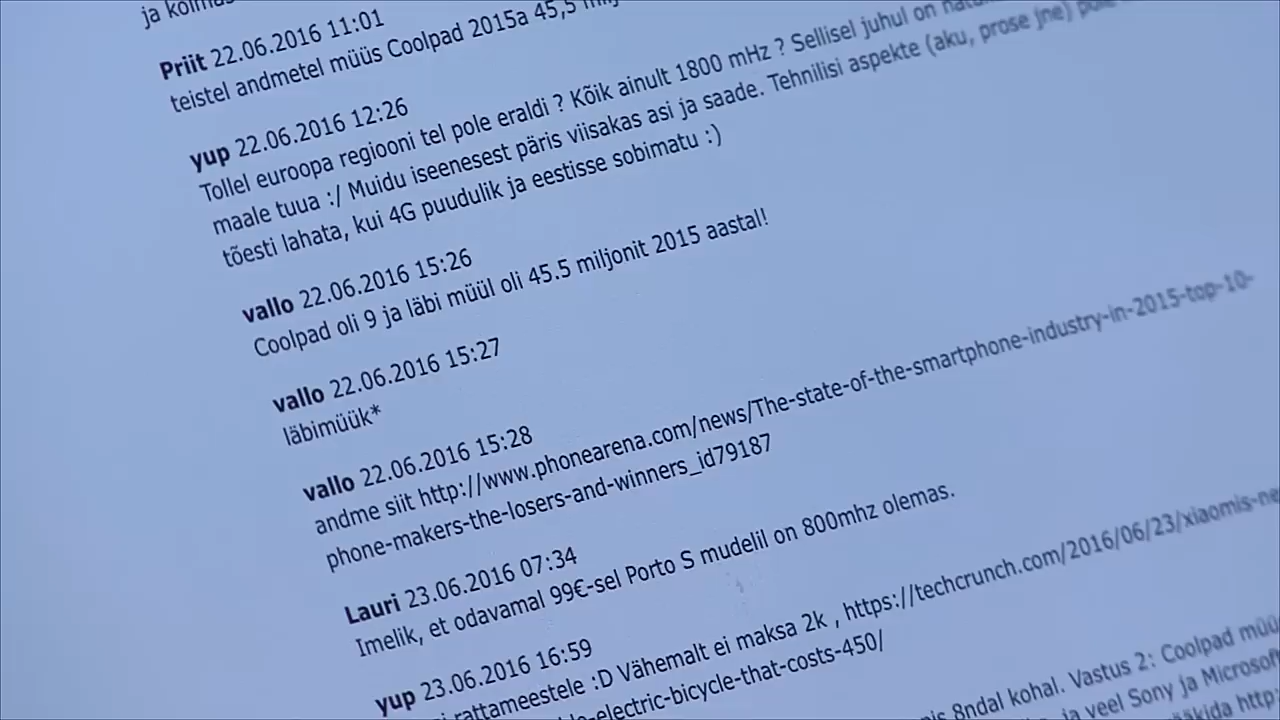 ja
Priit 22.06.2016 11:01
teistel andmetel müüs Coolpad 2015a 45,5
yup 22.06.2016 12:26
Tollel euroopa regiooni tel pole eraldi ? Kõik ainult 1800 mHz ? Sellisel juhul on
maale tuua :/ Muidu iseenesest päris viisakas asi ja saade. Tehnilisi aspekte (aku, prose jne) pole
tõesti lahata, kui 4G puudulik ja eestisse sobimatu :)
vallo 22.06.2016 15:26
Coolpad oli 9 ja läbi müül oli 45.5 miljonit 2015 aastal!
vallo 22.06.2016 15:27
läbimüük*
vallo 22.06.2016 15:28
andme siit http://www.phonearena.com/news/The-state-of-the-smartphone-industry-in-2015-top-10-
phone-makers-the-losers-and-winners_id79187
Lauri 23.06.2016 07:34
Imelik, et odavamal 99€-sel Porto S mudelil on 800mhz olemas.
yup 23.06.2016 16:59
rattameestele :D Vähemalt ei maksa 2k , https://techcrunch.com/2016/06/23/xiaomis-ne
-electric-bicycle-that-costs-450/
8ndal kohal. Vastus 2: Coolpad
ja veel Sony ja Microsoft